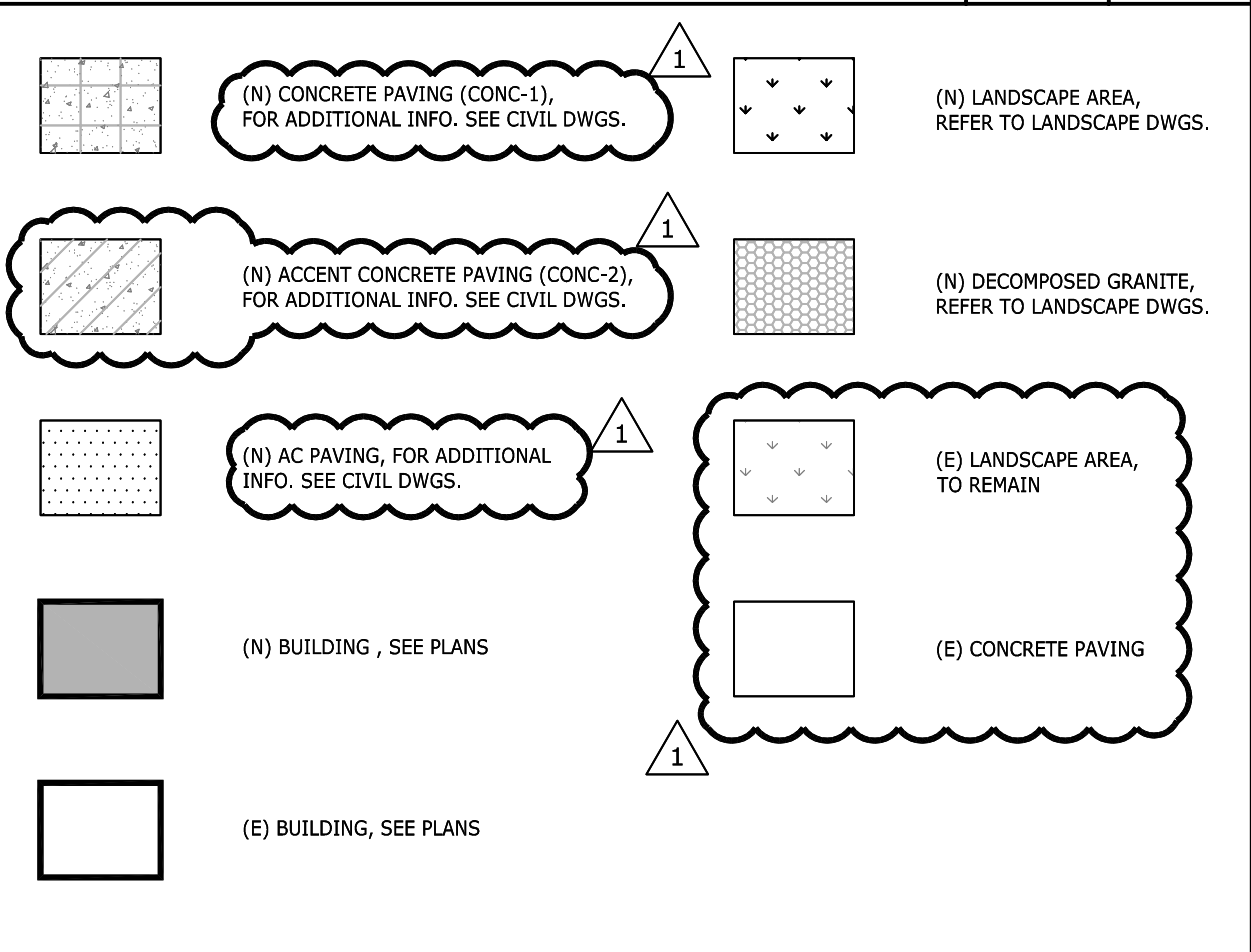 1
(N) CONCRETE PAVING (CONC-1),
FOR ADDITIONAL INFO. SEE CIVIL DWGS.
1
(N) ACCENT CONCRETE PAVING (CONC-2),
FOR ADDITIONAL INFO. SEE CIVIL DWGS.
1
(N) AC PAVING, FOR ADDITIONAL
INFO. SEE CIVIL DWGS.
(N) BUILDING , SEE PLANS
(E) BUILDING, SEE PLANS
(N) LANDSCAPE AREA,
REFER TO LANDSCAPE DWGS.
(N) DECOMPOSED GRANITE,
REFER TO LANDSCAPE DWGS.
(E) LANDSCAPE AREA,
TO REMAIN
(E) CONCRETE PAVING
1